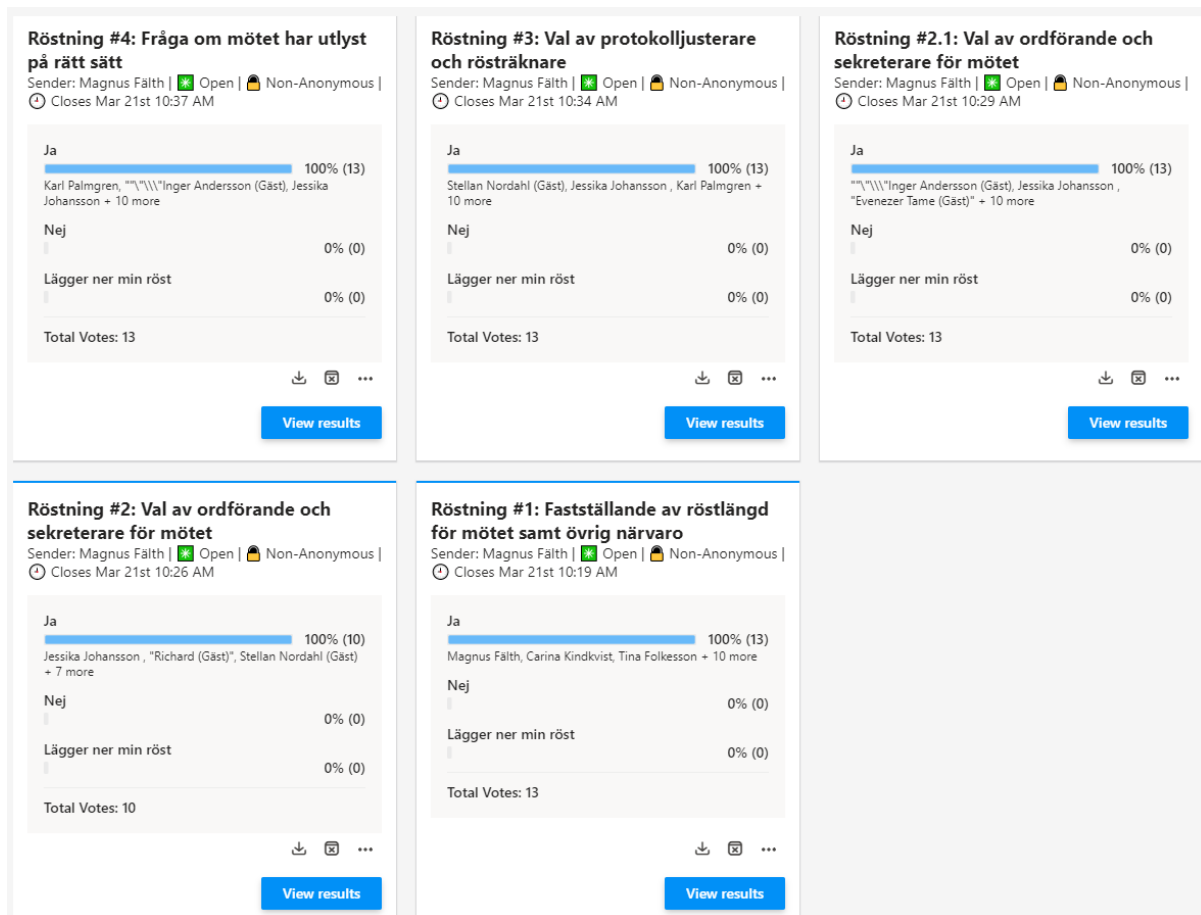 Röstning #4: Fråga om mötet har utlyst
på rätt sätt
Sender: Magnus Fälth | Open | Non-Anonymous |
Closes Mar 21st 10:37 AM
Ja
100% (13)
Karl Palmgren, ""\"\\\"Inger Andersson (Gäst), Jessika
Johansson + 10 more
Nej
0% (0)
Lägger ner min röst
0% (0)
Total Votes: 13
View results
Röstning #3: Val av protokolljusterare
och rösträknare
Sender: Magnus Fälth | Open | Non-Anonymous |
Closes Mar 21st 10:34 AM
Ja
100% (13)
Stellan Nordahl (Gäst), Jessika Johansson , Karl Palmgren +
10 more
Nej
0% (0)
Lägger ner min röst
0% (0)
Total Votes: 13
View results
Röstning #2.1: Val av ordförande och
sekreterare för mötet
Sender: Magnus Fälth | Open | Non-Anonymous |
Closes Mar 21st 10:29 AM
Ja
100% (13)
""\"\\\"Inger Andersson (Gäst), Jessika Johansson ,
"Evenezer Tame (Gäst)" + 10 more
Nej
0% (0)
Lägger ner min röst
0% (0)
Total Votes: 13
View results
Röstning #2: Val av ordförande och
sekreterare för mötet
Sender: Magnus Fälth | Open | Non-Anonymous |
Closes Mar 21st 10:26 AM
Ja
100% (10)
Jessika Johansson , "Richard (Gäst)", Stellan Nordahl (Gäst)
+ 7 more
Nej
0% (0)
Lägger ner min röst
0% (0)
Total Votes: 10
View results
Röstning #1: Fastställande av röstlängd
för mötet samt övrig närvaro
Sender: Magnus Fälth | Open | Non-Anonymous |
Closes Mar 21st 10:19 AM
Ja
100% (13)
Magnus Fälth, Carina Kindkvist, Tina Folkesson + 10 more
Nej
0% (0)
Lägger ner min röst
0% (0)
Total Votes: 13
View results